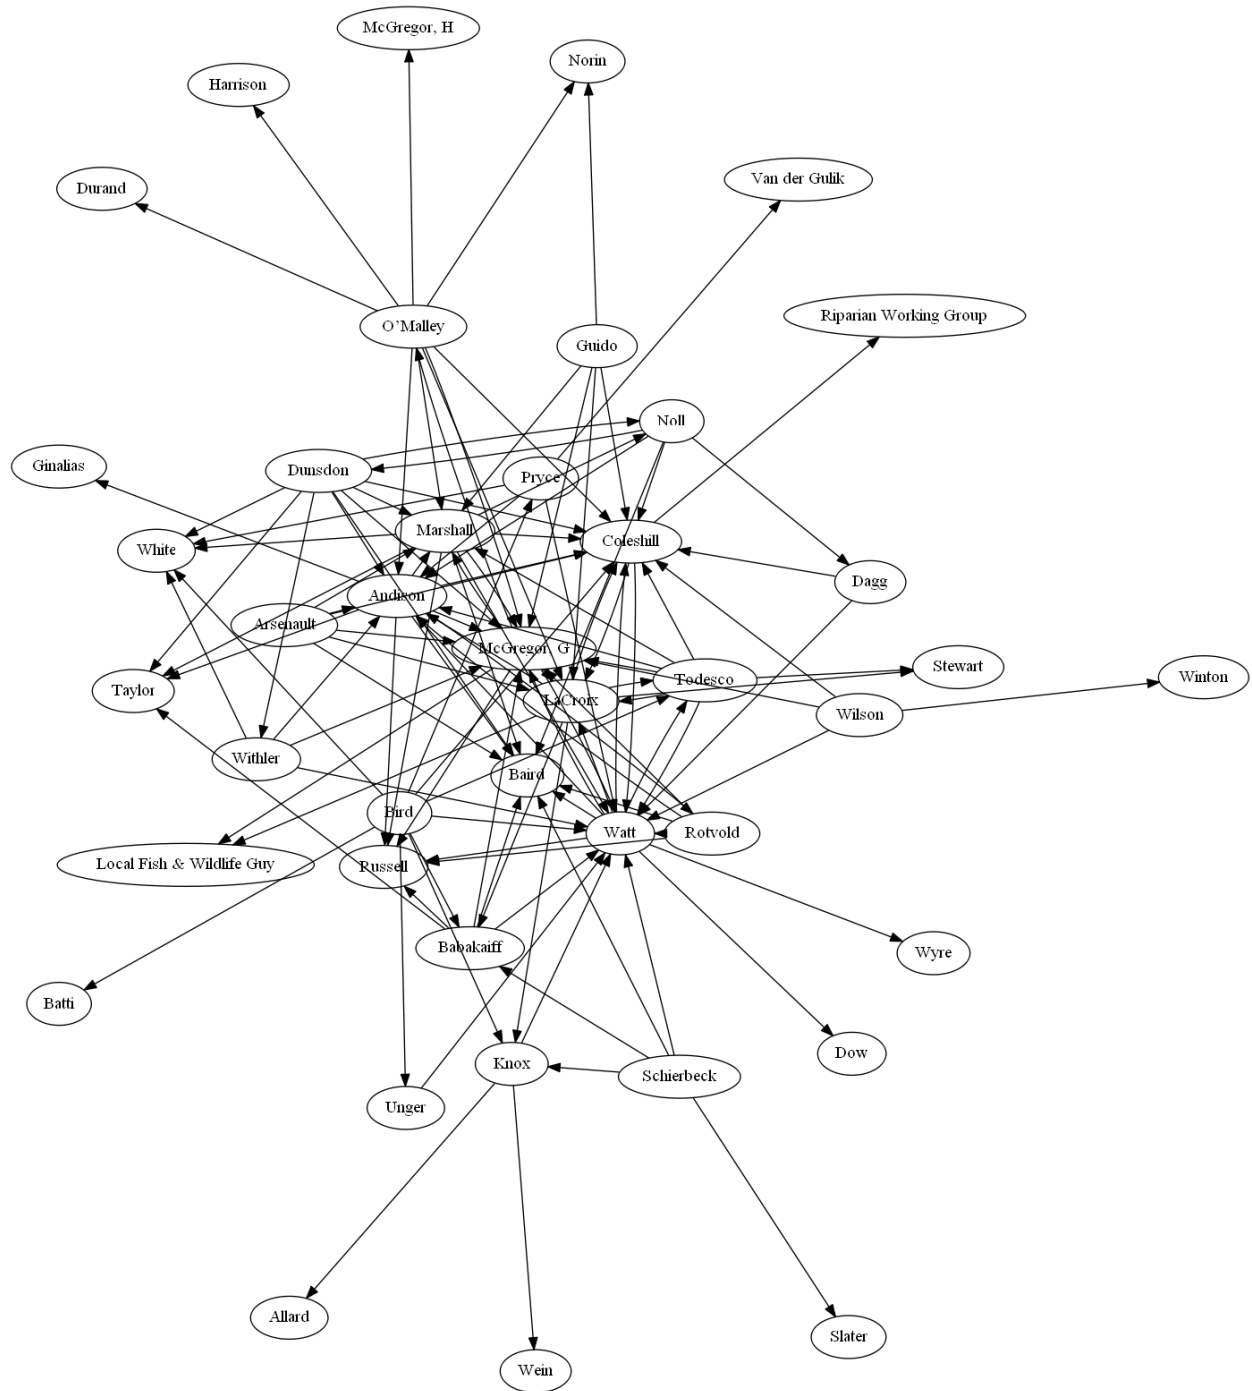 McGregor, H
Norin
Harrison
Van der Gulik
Durand
Riparian Working Group
O'Malley
Guido
Noll
Ginalias
Dunsdon
Pryce
Marshall
Coleshill
White
Dagg
Andison
Arsenault
McGregor, G
Stewart
Winton
Todesco
Taylor
LaCroix
Wilson
Withler
Baird
Bird
Watt
Rotvold
Local Fish & Wildlife Guy
Russell
Babakaiff
Wyre
Batti
Dow
Knox
Schierbeck
Unger
Allard
Slater
Wein